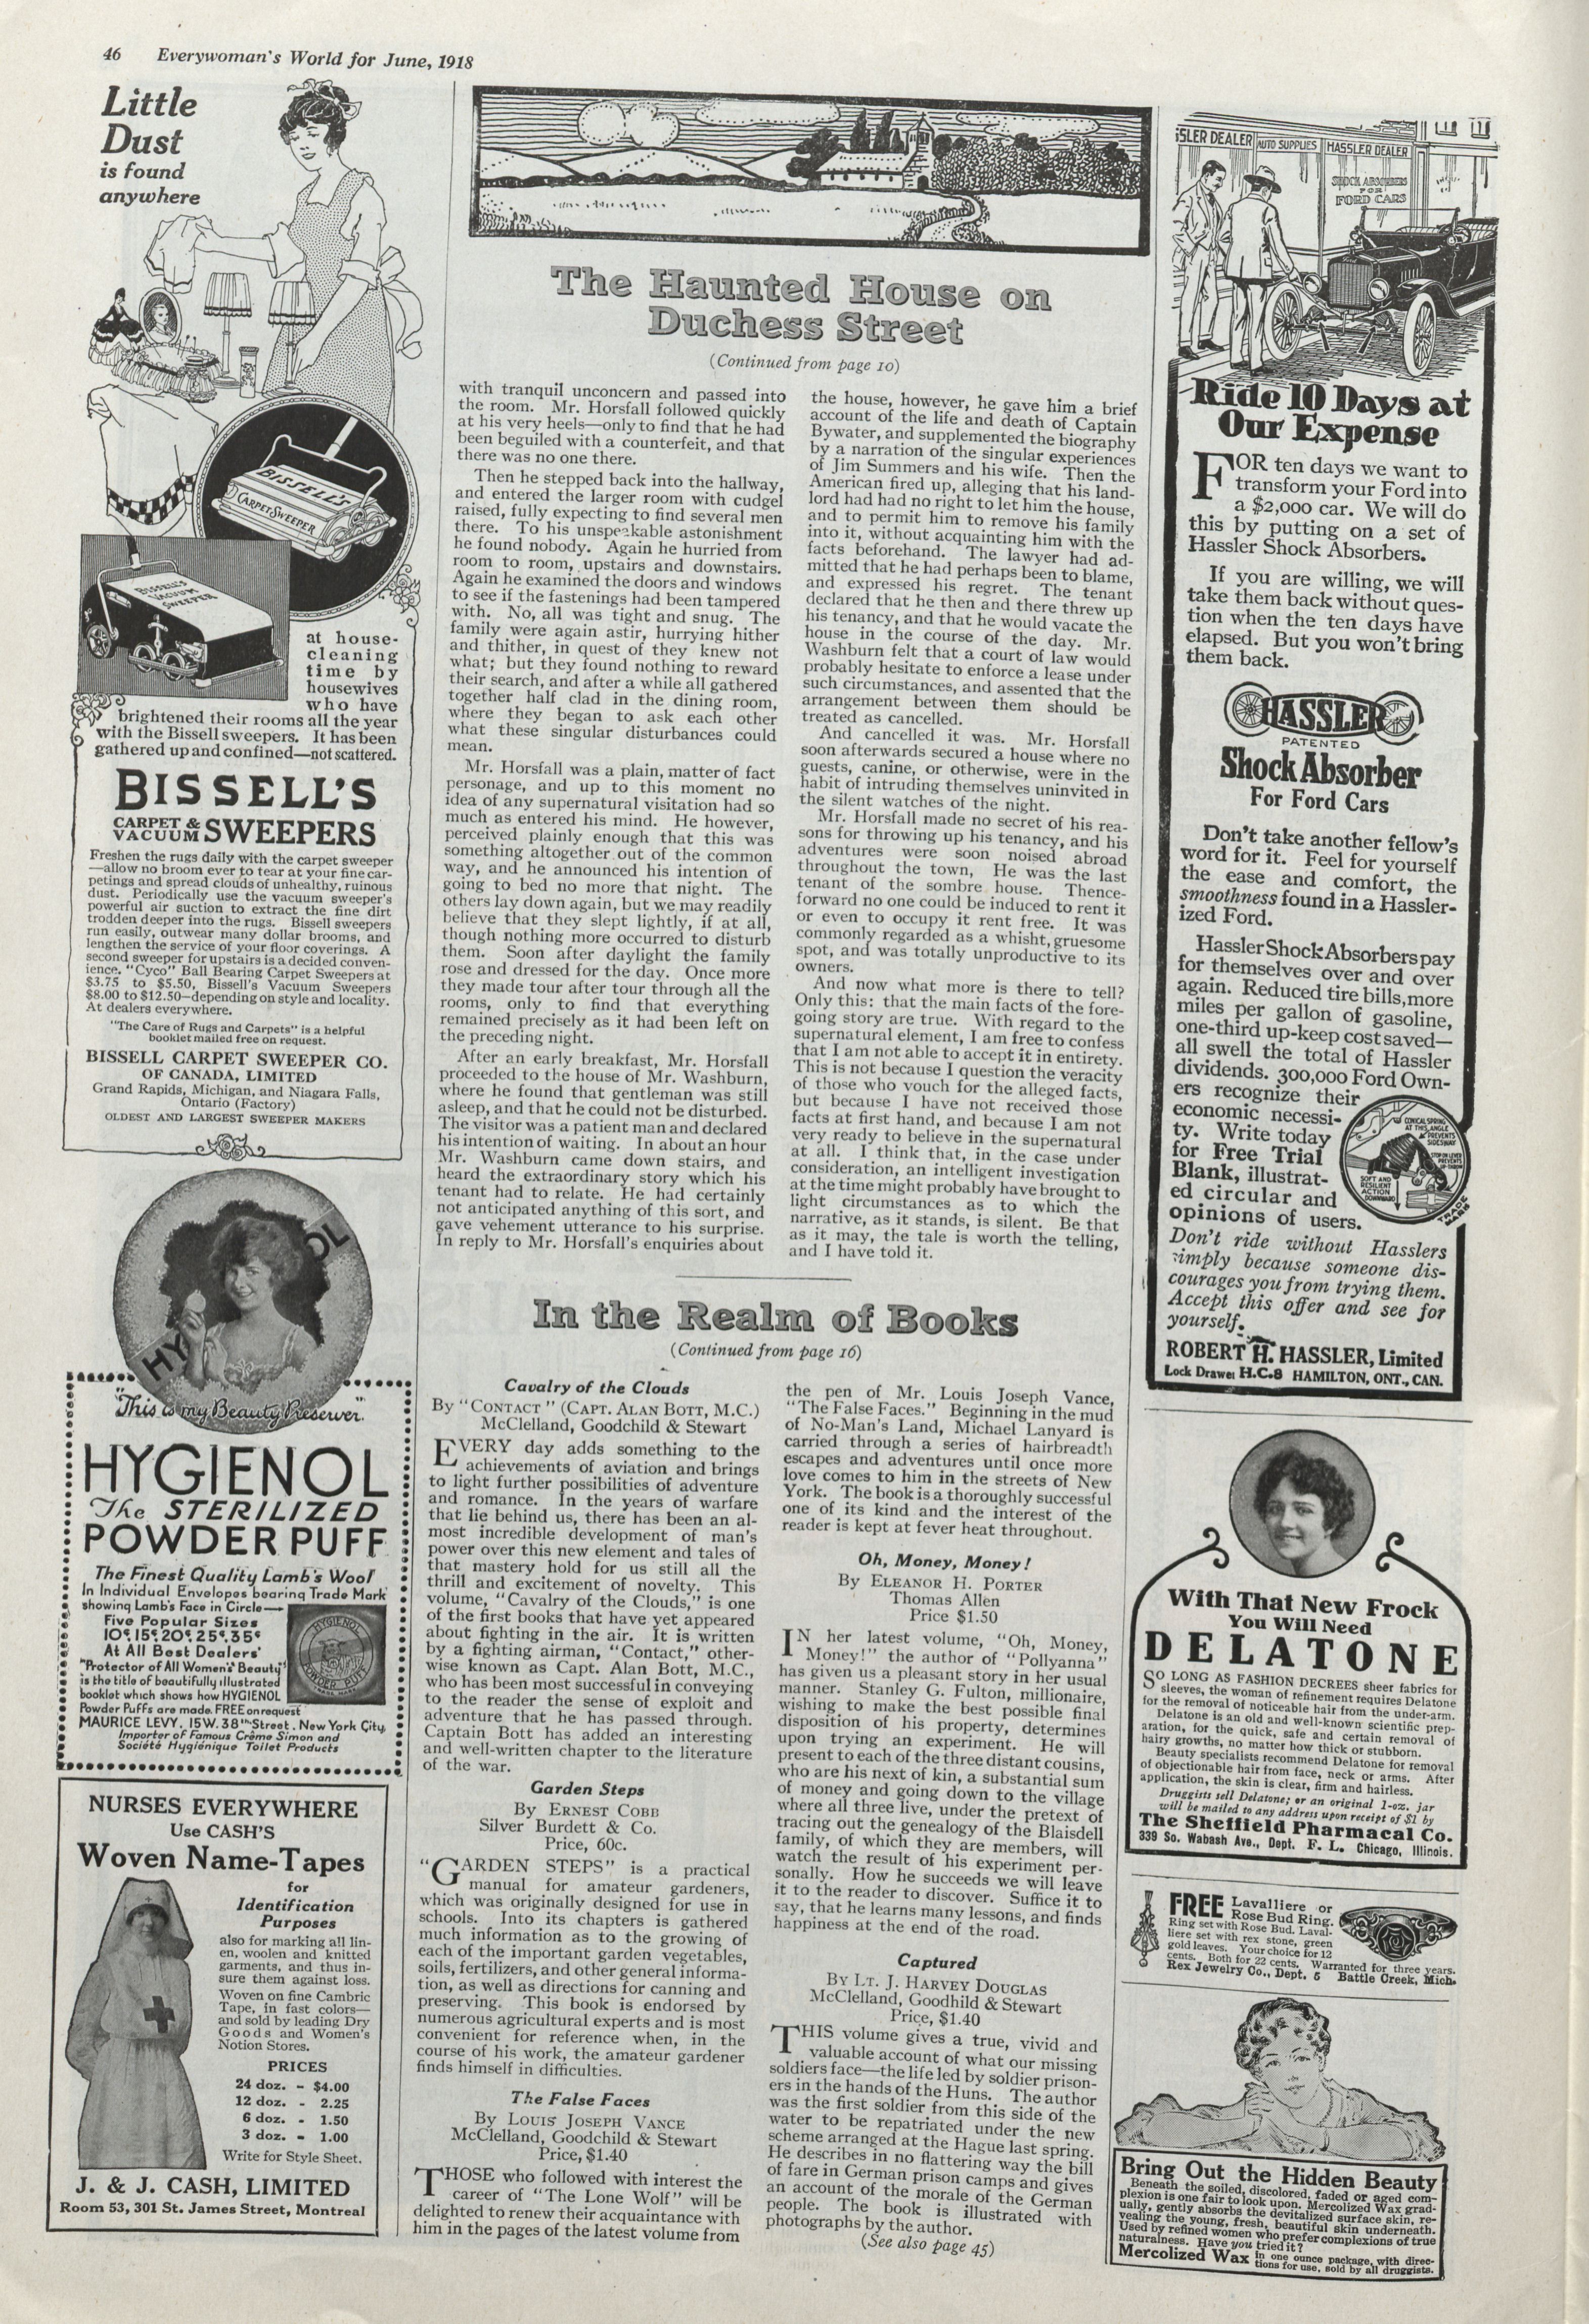 46 Everywoman's World for June, 1918
Little
Dust
is found
anywhere
BISSELL'S
CARPET SWEEPER
BISSELL'S
VACUUM
SWEEPER
at house-
cleaning
time by
housewives
who have
brightened their rooms all the year
with the Bissell sweepers. It has been
gathered up and confined—not scattered.
BISSELL'S
CARPET &
VACUUM SWEEPERS
Freshen the rugs daily with the carpet sweeper
—allow no broom ever to tear at your fine car-
petings and spread clouds of unhealthy, ruinous
dust. Periodically use the vacuum sweeper's
powerful air suction to extract the fine dirt
trodden deeper into the rugs. Bissell sweepers
run easily, outwear many dollar brooms, and
lengthen the service of your floor coverings. A
second sweeper for upstairs is a decided conven-
ience. "Cyco" Ball Bearing Carpet Sweepers at
$3.75 to $5.50, Bissell's Vacuum Sweepers
$8.00 to $12.50—depending on style and locality.
At dealers everywhere.
"The Care of Rugs and Carpets" is a helpful
booklet mailed free on request.
BISSELL CARPET SWEEPER CO.
OF CANADA, LIMITED
Grand Rapids, Michigan, and Niagara Falls,
Ontario (Factory)
OLDEST AND LARGEST SWEEPER MAKERS
HY OL
"This is my Beauty Preserver."
HYGIENOL
The STERILIZED
POWDER PUFF
The Finest Quality Lamb's Wool
In Individual Envelopes bearing Trade Mark
showing Lamb's Face in Circle—
Five Popular Sizes
10¢ 15¢ 20¢ 25¢ 35¢
At All Best Dealers'
"Protector of All Women's Beauty"
is the title of beautifully illustrated
booklet which shows how HYGIENOL
Powder Puffs are made. FREE on request
MAURICE LEVY, 15 W. 38th Street, New York City,
Importer of Famous Crême Simon and
Société Hygiénique Toilet Products
HYGIENOL
POWDER PUFF
TRADE MARK
NURSES EVERYWHERE
Use CASH'S
Woven Name-Tapes
for
Identification
Purposes
also for marking all lin-
en, woolen and knitted
garments, and thus in-
sure them against loss.
Woven on fine Cambric
Tape, in fast colors—
and sold by leading Dry
Goods and Women's
Notion Stores.
PRICES
24 doz. - $4.00
12 doz. - 2.25
6 doz. - 1.50
3 doz. - 1.00
Write for Style Sheet.
J. & J. CASH, LIMITED
Room 53, 301 St. James Street, Montreal
The Haunted House on
Duchess Street
(Continued from page 10)
with tranquil unconcern and passed into
the room. Mr. Horsfall followed quickly
at his very heels—only to find that he had
been beguiled with a counterfeit, and that
there was no one there.
Then he stepped back into the hallway,
and entered the larger room with cudgel
raised, fully expecting to find several men
there. To his unspeakable astonishment
he found nobody. Again he hurried from
room to room, upstairs and downstairs.
Again he examined the doors and windows
to see if the fastenings had been tampered
with. No, all was tight and snug. The
family were again astir, hurrying hither
and thither, in quest of they knew not
what; but they found nothing to reward
their search, and after a while all gathered
together half clad in the dining room,
where they began to ask each other
what these singular disturbances could
mean.
Mr. Horsfall was a plain, matter of fact
personage, and up to this moment no
idea of any supernatural visitation had so
much as entered his mind. He however,
perceived plainly enough that this was
something altogether out of the common
way, and he announced his intention of
going to bed no more that night. The
others lay down again, but we may readily
believe that they slept lightly, if at all,
though nothing more occurred to disturb
them. Soon after daylight the family
rose and dressed for the day. Once more
they made tour after tour through all the
rooms, only to find that everything
remained precisely as it had been left on
the preceding night.
After an early breakfast, Mr. Horsfall
proceeded to the house of Mr. Washburn,
where he found that gentleman was still
asleep, and that he could not be disturbed.
The visitor was a patient man and declared
his intention of waiting. In about an hour
Mr. Washburn came down stairs, and
heard the extraordinary story which his
tenant had to relate. He had certainly
not anticipated anything of this sort, and
gave vehement utterance to his surprise.
In reply to Mr. Horsfall's enquiries about
the house, however, he gave him a brief
account of the life and death of Captain
Bywater, and supplemented the biography
by a narration of the singular experiences
of Jim Summers and his wife. Then the
American fired up, alleging that his land-
lord had had no right to let him the house,
and to permit him to remove his family
into it, without acquainting him with the
facts beforehand. The lawyer had ad-
mitted that he had perhaps been to blame,
and expressed his regret. The tenant
declared that he then and there threw up
his tenancy, and that he would vacate the
house in the course of the day. Mr.
Washburn felt that a court of law would
probably hesitate to enforce a lease under
such circumstances, and assented that the
arrangement between them should be
treated as cancelled.
And cancelled it was. Mr. Horsfall
soon afterwards secured a house where no
guests, canine, or otherwise, were in the
habit of intruding themselves uninvited in
the silent watches of the night.
Mr. Horsfall made no secret of his rea-
sons for throwing up his tenancy, and his
adventures were soon noised abroad
throughout the town, He was the last
tenant of the sombre house. Thence-
forward no one could be induced to rent it
or even to occupy it rent free. It was
commonly regarded as a whisht, gruesome
spot, and was totally unproductive to its
owners.
And now what more is there to tell?
Only this: that the main facts of the fore-
going story are true. With regard to the
supernatural element, I am free to confess
that I am not able to accept it in entirety.
This is not because I question the veracity
of those who vouch for the alleged facts,
but because I have not received those
facts at first hand, and because I am not
very ready to believe in the supernatural
at all. I think that, in the case under
consideration, an intelligent investigation
at the time might probably have brought to
light circumstances as to which the
narrative, as it stands, is silent. Be that
as it may, the tale is worth the telling,
and I have told it.
In the Realm of Books
(Continued from page 16)
Cavalry of the Clouds
By "CONTACT" (CAPT. ALAN BOTT, M.C.)
McClelland, Goodchild & Stewart
EVERY day adds something to the
achievements of aviation and brings
to light further possibilities of adventure
and romance. In the years of warfare
that lie behind us, there has been an al-
most incredible development of man's
power over this new element and tales of
that mastery hold for us still all the
thrill and excitement of novelty. This
volume, "Cavalry of the Clouds," is one
of the first books that have yet appeared
about fighting in the air. It is written
by a fighting airman, "Contact," other-
wise known as Capt. Alan Bott, M.C.,
who has been most successful in conveying
to the reader the sense of exploit and
adventure that he has passed through.
Captain Bott has added an interesting
and well-written chapter to the literature
of the war.
Garden Steps
By ERNEST COBB
Silver Burdett & Co.
Price, 60c.
"GARDEN STEPS" is a practical
manual for amateur gardeners,
which was originally designed for use in
schools. Into its chapters is gathered
much information as to the growing of
each of the important garden vegetables,
soils, fertilizers, and other general informa-
tion, as well as directions for canning and
preserving. This book is endorsed by
numerous agricultural experts and is most
convenient for reference when, in the
course of his work, the amateur gardener
finds himself in difficulties.
The False Faces
By LOUIS JOSEPH VANCE
McClelland, Goodchild & Stewart
Price, $1.40
THOSE who followed with interest the
career of "The Lone Wolf" will be
delighted to renew their acquaintance with
him in the pages of the latest volume from
the pen of Mr. Louis Joseph Vance,
"The False Faces." Beginning in the mud
of No-Man's Land, Michael Lanyard is
carried through a series of hairbreadth
escapes and adventures until once more
love comes to him in the streets of New
York. The book is a thoroughly successful
one of its kind and the interest of the
reader is kept at fever heat throughout.
Oh, Money, Money!
By ELEANOR H. PORTER
Thomas Allen
Price $1.50
IN her latest volume, "Oh, Money,
Money!" the author of "Pollyanna"
has given us a pleasant story in her usual
manner. Stanley G. Fulton, millionaire,
wishing to make the best possible final
disposition of his property, determines
upon trying an experiment. He will
present to each of the three distant cousins,
who are his next of kin, a substantial sum
of money and going down to the village
where all three live, under the pretext of
tracing out the genealogy of the Blaisdell
family, of which they are members, will
watch the result of his experiment per-
sonally. How he succeeds we will leave
it to the reader to discover. Suffice it to
say, that he learns many lessons, and finds
happiness at the end of the road.
Captured
BY LT. J. HARVEY DOUGLAS
McClelland, Goodhild & Stewart
Price, $1.40
THIS volume gives a true, vivid and
valuable account of what our missing
soldiers face—the life led by soldier prison-
ers in the hands of the Huns. The author
was the first soldier from this side of the
water to be repatriated under the new
scheme arranged at the Hague last spring.
He describes in no flattering way the bill
of fare in German prison camps and gives
an account of the morale of the German
people. The book is illustrated with
photographs by the author.
(See also page 45)
SLER DEALER AUTO SUPPLIES HASSLER DEALER
SHOCK ABSORBERS
FOR
FORD CARS
Ride 10 Days at
Our Expense
FOR ten days we want to
transform your Ford into
a $2,000 car. We will do
this by putting on a set of
Hassler Shock Absorbers.
If you are willing, we will
take them back without ques-
tion when the ten days have
elapsed. But you won't bring
them back.
HASSLER
PATENTED
Shock Absorber
For Ford Cars
Don't take another fellow's
word for it. Feel for yourself
the ease and comfort, the
smoothness found in a Hassler-
ized Ford.
Hassler Shock Absorbers pay
for themselves over and over
again. Reduced tire bills, more
miles per gallon of gasoline,
one-third up-keep cost saved—
all swell the total of Hassler
dividends. 300,000 Ford Own-
ers recognize their
economic necessi-
ty. Write today
for Free Trial
Blank, illustrat-
ed circular and
opinions of users.
CONICAL SPRING
AT THIS ANGLE
PREVENTS
SIDESWAY
STOP ON LEVER
PREVENTS
UP-THROW
SOFT AND
RESILIENT
ACTION
DOWNWARD
TRADE
MARK
Don't ride without Hasslers
simply because someone dis-
courages you from trying them.
Accept this offer and see for
yourself.
ROBERT H. HASSLER, Limited
Lock Drawer H.C.8 HAMILTON, ONT., CAN.
With That New Frock
You Will Need
DELATONE
SO LONG AS FASHION DECREES sheer fabrics for
sleeves, the woman of refinement requires Delatone
for the removal of noticeable hair from the under-arm.
Delatone is an old and well-known scientific prep-
aration, for the quick, safe and certain removal of
hairy growths, no matter how thick or stubborn.
Beauty specialists recommend Delatone for removal
of objectionable hair from face, neck or arms. After
application, the skin is clear, firm and hairless.
Druggists sell Delatone; or an original 1-oz. jar
will be mailed to any address upon receipt of $1 by
The Sheffield Pharmacal Co.
339 So. Wabash Ave., Dept. F. L. Chicago, Illinois.
FREE Lavalliere or
Rose Bud Ring.
Ring set with Rose Bud. Laval-
liere set with rex stone, green
gold leaves. Your choice for 12
cents. Both for 22 cents. Warranted for three years.
Rex Jewelry Co., Dept. 5 Battle Creek, Mich.
Bring Out the Hidden Beauty
Beneath the soiled, discolored, faded or aged com-
plexion is one fair to look upon. Mercolized Wax grad-
ually, gently absorbs the devitalized surface skin, re-
vealing the young, fresh, beautiful skin underneath.
Used by refined women who prefer complexions of true
naturalness. Have you tried it?
Mercolized Wax in one ounce package, with direc-
tions for use, sold by all druggists.